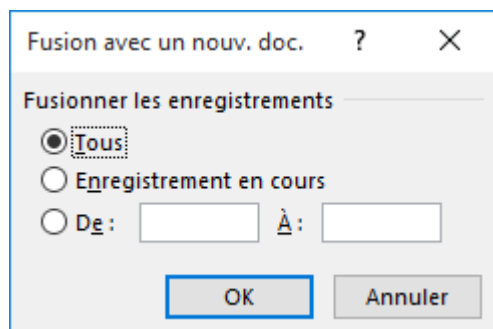 Fusion avec un nouv. doc. ?
Fusionner les enregistrements
Tous
Enregistrement en cours
De : À :
OK Annuler